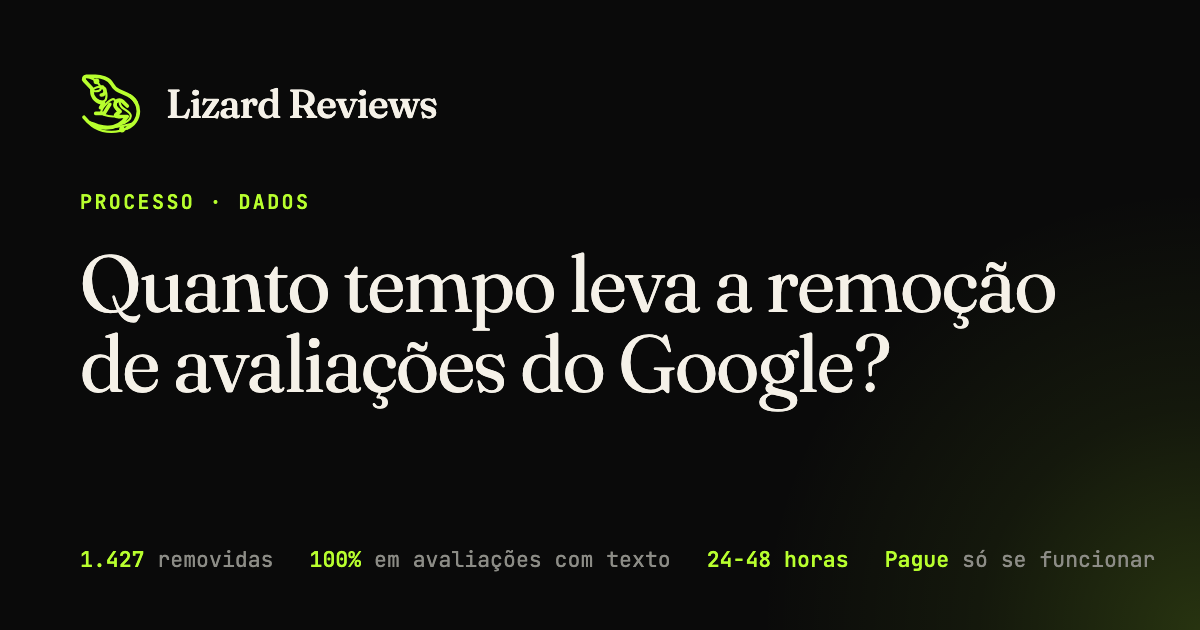 Lizard Reviews
PROCESSO · DADOS
Quanto tempo leva a remoção
de avaliações do Google?
1.427 removidas 100% em avaliações com texto 24-48 horas Pague só se funcionar